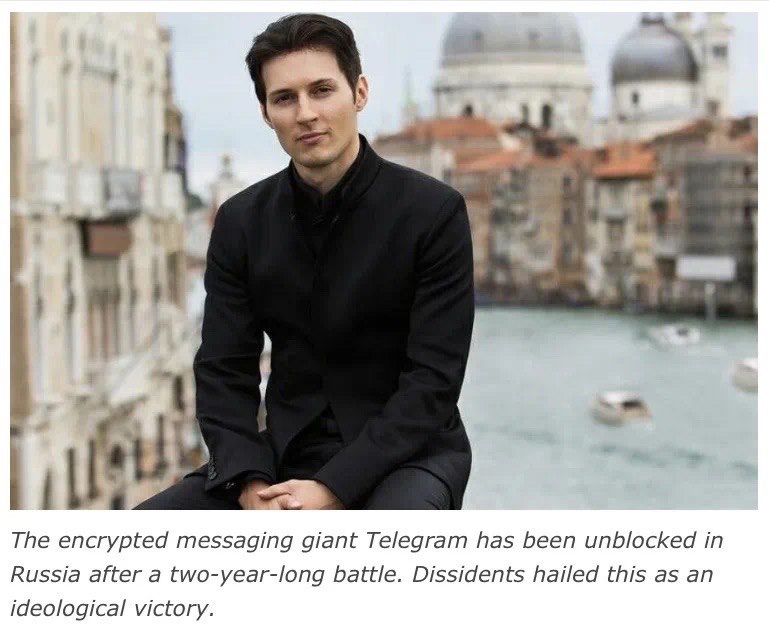 The encrypted messaging giant Telegram has been unblocked in
Russia after a two-year-long battle. Dissidents hailed this as an
ideological victory.